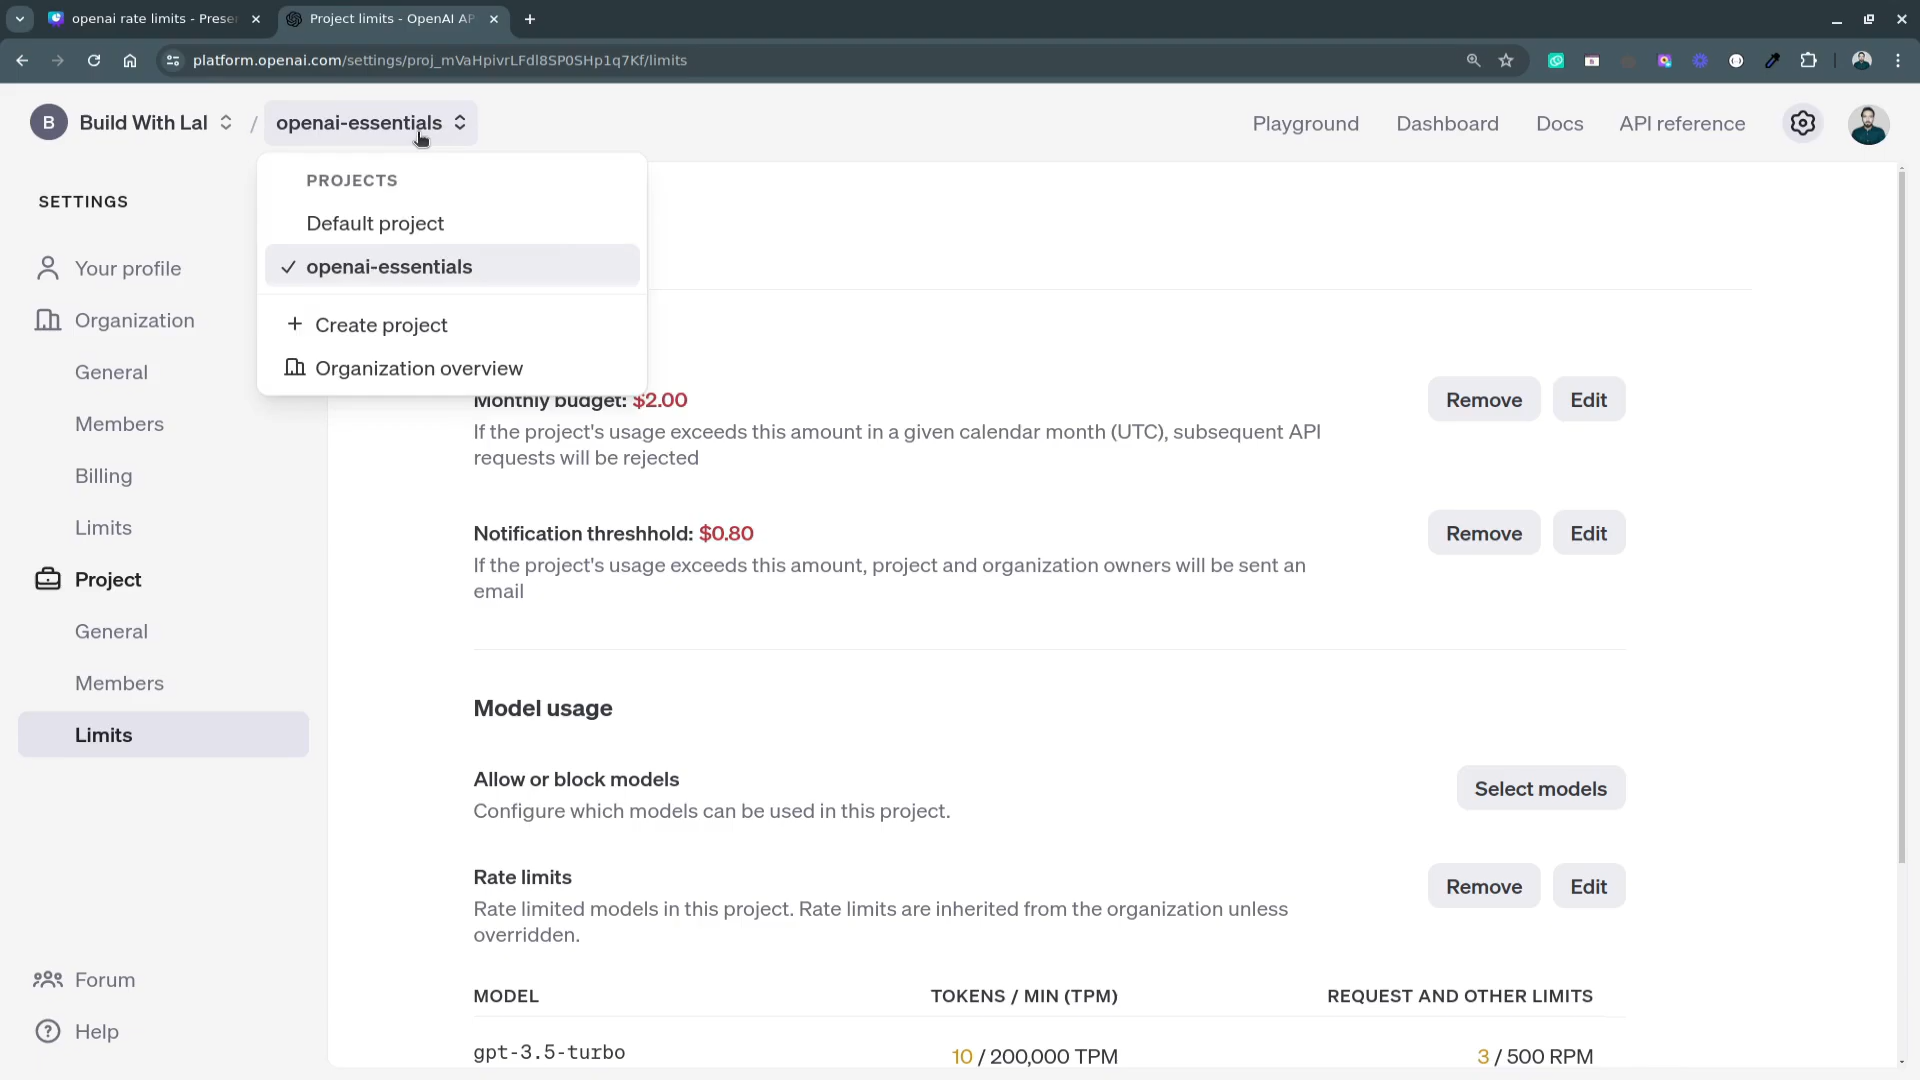 openai rate limits - Prese
Project limits - OpenAI AP
platform.openai.com/settings/proj_mVaHpivrLFdl8SP0SHp1q7Kf/limits
B Build With Lal / openai-essentials
Playground Dashboard Docs API reference
SETTINGS
Your profile
Organization
General
Members
Billing
Limits
Project
General
Members
Limits
Forum
Help
PROJECTS
Default project
openai-essentials
Create project
Organization overview
Monthly budget: $2.00
Remove Edit
If the project's usage exceeds this amount in a given calendar month (UTC), subsequent API
requests will be rejected
Notification threshhold: $0.80
Remove Edit
If the project's usage exceeds this amount, project and organization owners will be sent an
email
Model usage
Allow or block models
Select models
Configure which models can be used in this project.
Rate limits
Remove Edit
Rate limited models in this project. Rate limits are inherited from the organization unless
overridden.
MODEL TOKENS / MIN (TPM) REQUEST AND OTHER LIMITS
gpt-3.5-turbo 10 / 200,000 TPM 3 / 500 RPM